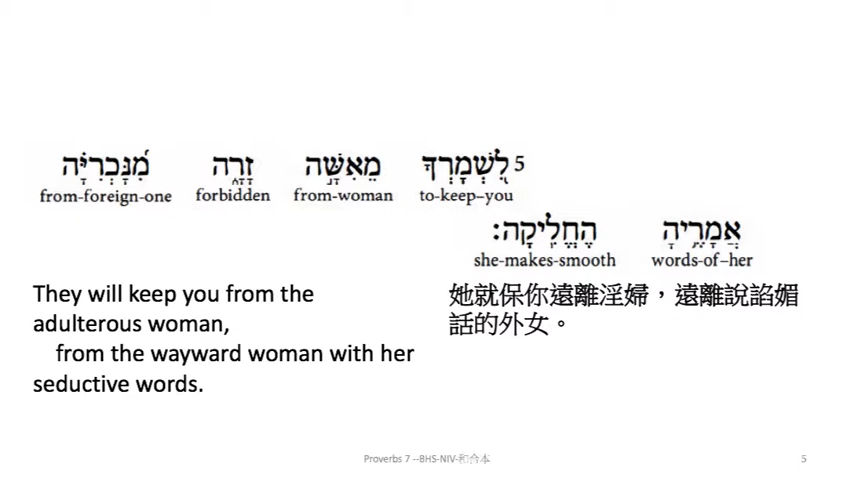 5 לִ֭שְׁמָרְךָ מֵאִשָּׁ֣ה זָרָ֑ה מִ֝נָּכְרִיָּ֗ה
to-keep–you from-woman forbidden from-foreign-one
אֲמָרֶ֥יהָ הֶחֱלִֽיקָה׃
words-of–her she-makes-smooth
They will keep you from the
adulterous woman,
from the wayward woman with her
seductive words.
她就保你遠離淫婦，遠離說諂媚
話的外女。
Proverbs 7 --BHS-NIV-和合本
5